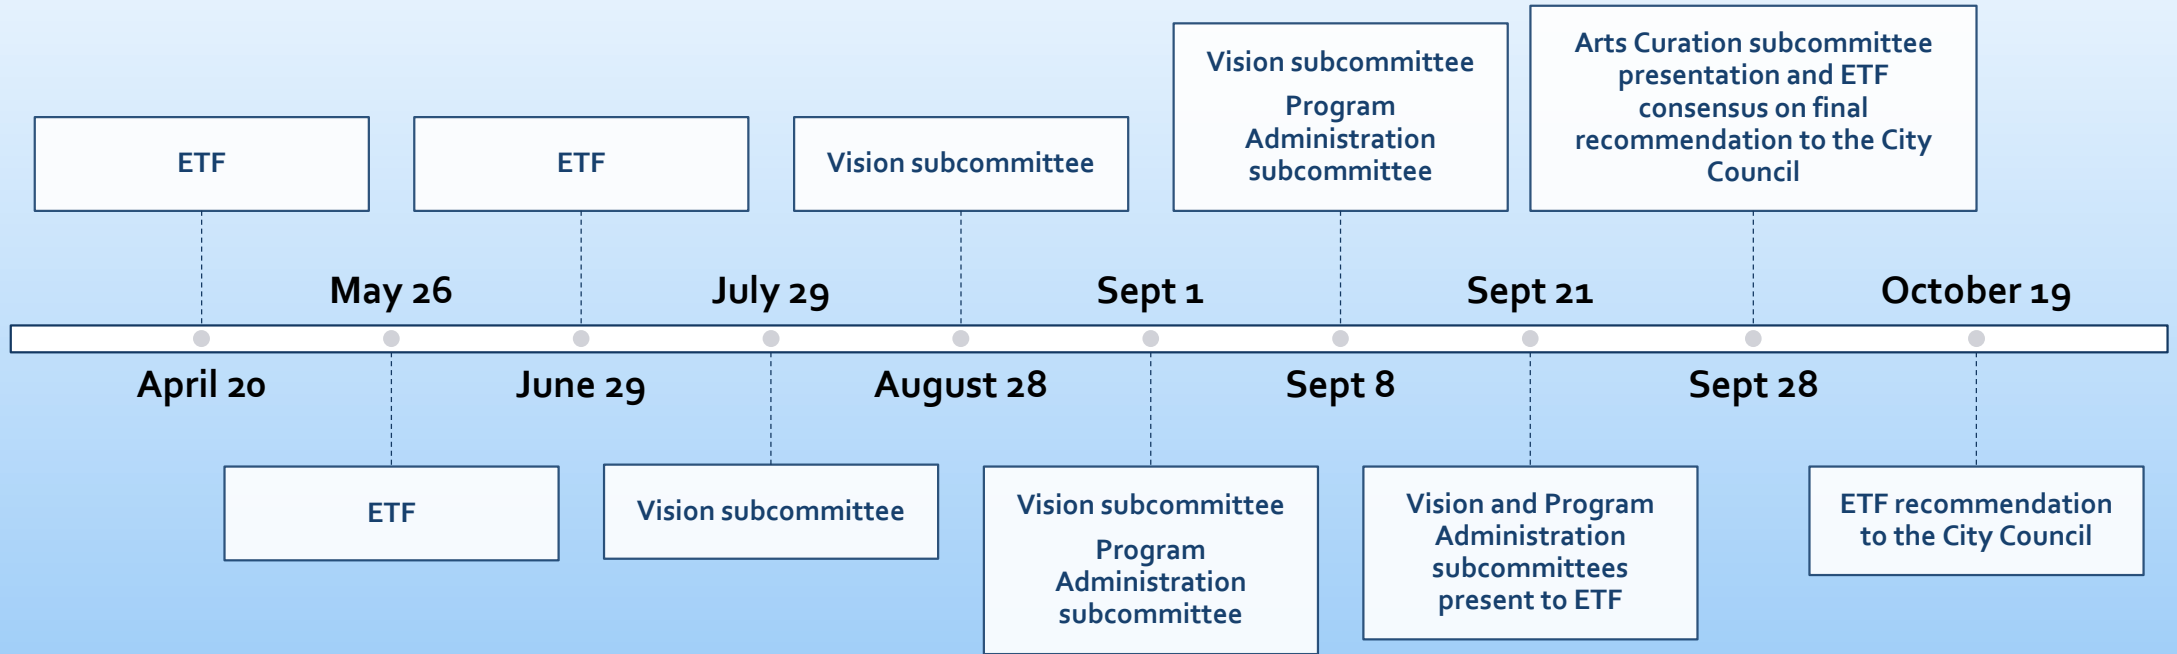 ETF
April 20
May 26
ETF
ETF
June 29
July 29
Vision subcommittee
Vision subcommittee
August 28
Sept 1
Vision subcommittee
Program
Administration
subcommittee
Vision subcommittee
Program
Administration
subcommittee
Sept 8
Sept 21
Vision and Program
Administration
subcommittees
present to ETF
Arts Curation subcommittee
presentation and ETF
consensus on final
recommendation to the City
Council
Sept 28
October 19
ETF recommendation
to the City Council